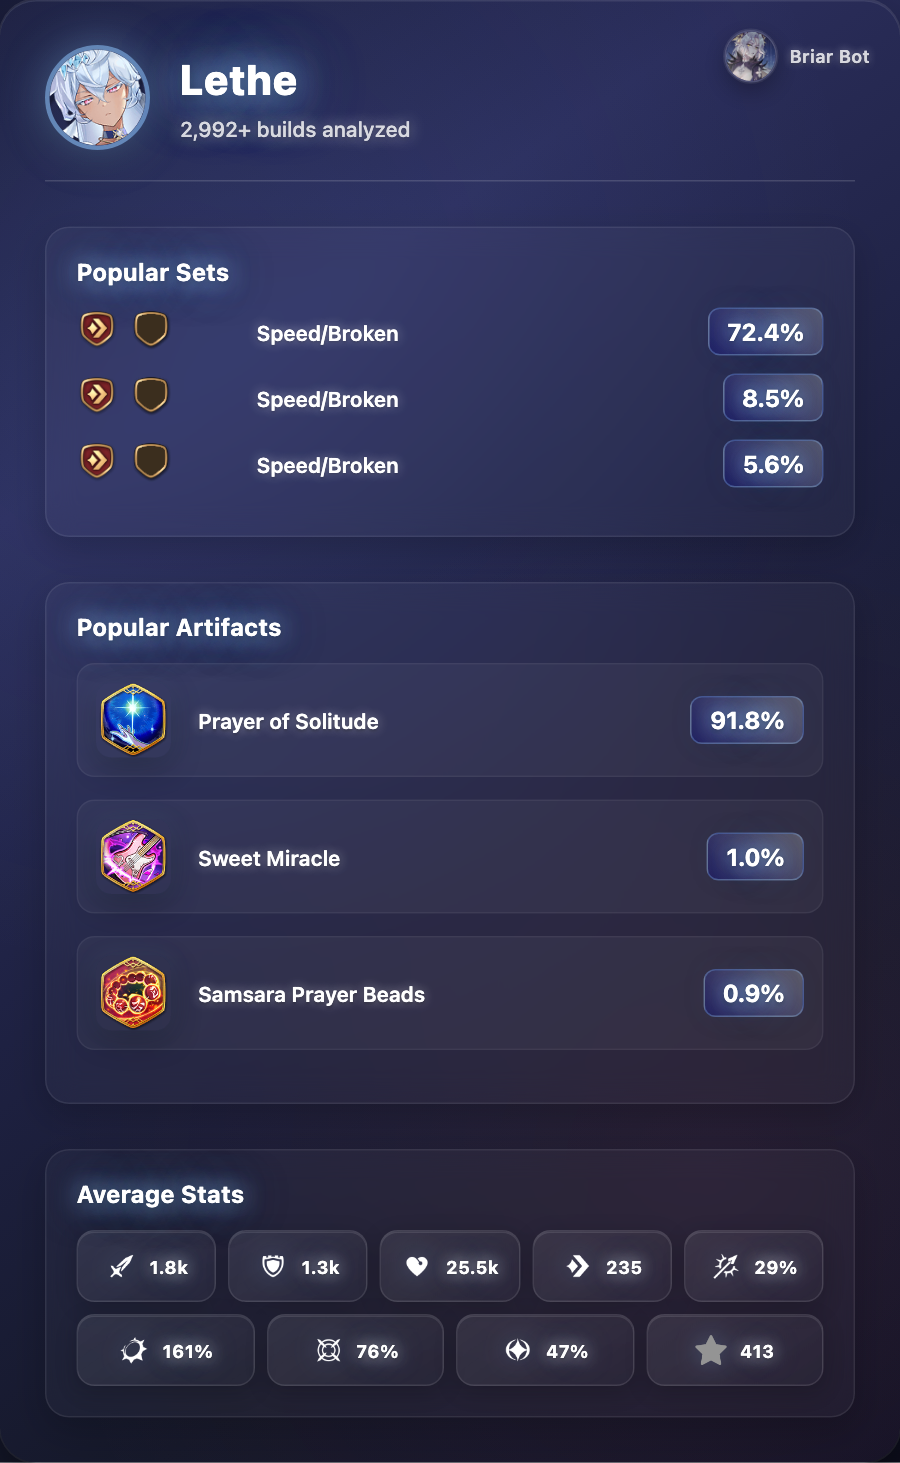 Lethe
2,992+ builds analyzed
Briar Bot
Popular Sets
Speed/Broken 72.4%
Speed/Broken 8.5%
Speed/Broken 5.6%
Popular Artifacts
Prayer of Solitude 91.8%
Sweet Miracle 1.0%
Samsara Prayer Beads 0.9%
Average Stats
1.8k 1.3k 25.5k 235 29%
161% 76% 47% 413